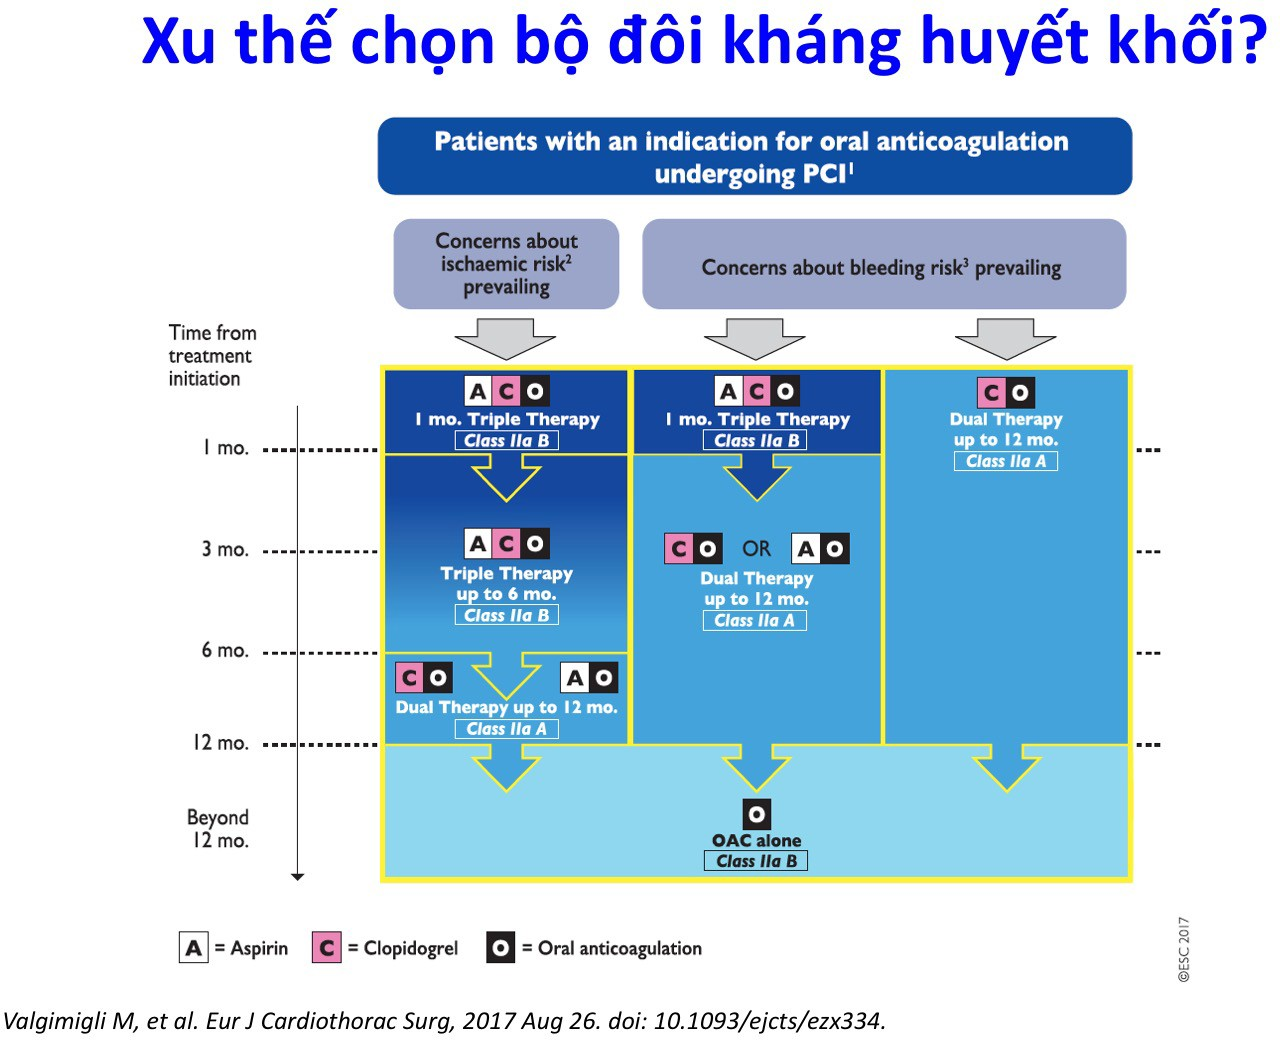 Xu thế chọn bộ đôi kháng huyết khối?
Patients with an indication for oral anticoagulation
undergoing PCI¹
Concerns about
ischaemic risk²
prevailing
Concerns about bleeding risk³ prevailing
Time from
treatment
initiation
1 mo.
3 mo.
6 mo.
12 mo.
Beyond
12 mo.
A C O
1 mo. Triple Therapy
Class IIa B
A C O
Triple Therapy
up to 6 mo.
Class IIa B
C O
A O
Dual Therapy up to 12 mo.
Class IIa A
A C O
1 mo. Triple Therapy
Class IIa B
C O OR A O
Dual Therapy
up to 12 mo.
Class IIa A
C O
Dual Therapy
up to 12 mo.
Class IIa A
O
OAC alone
Class IIa B
A = Aspirin C = Clopidogrel O = Oral anticoagulation
©ESC 2017
Valgimigli M, et al. Eur J Cardiothorac Surg, 2017 Aug 26. doi: 10.1093/ejcts/ezx334.